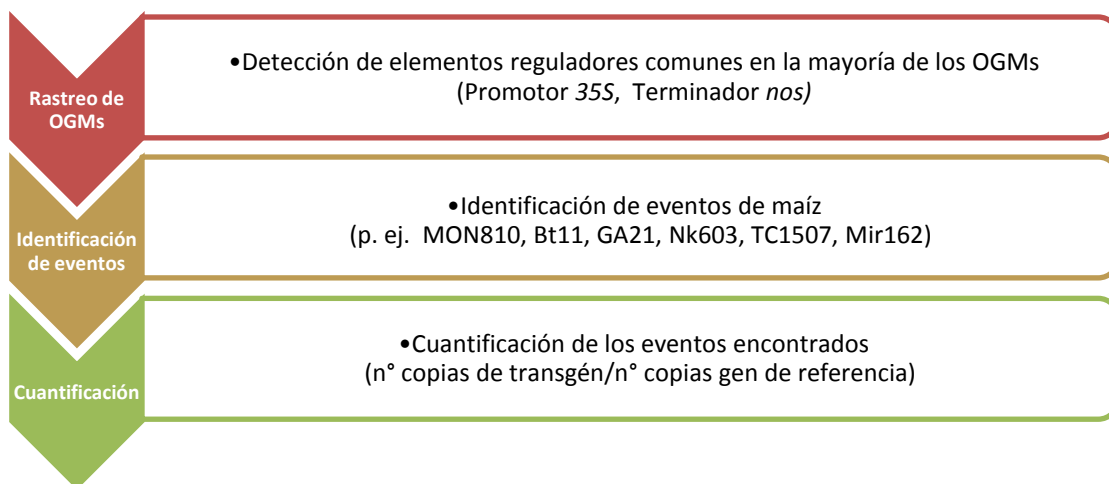 Rastreo de
OGMs
•Detección de elementos reguladores comunes en la mayoría de los OGMs
(Promotor 35S, Terminador nos)
Identificación
de eventos
•Identificación de eventos de maíz
(p. ej. MON810, Bt11, GA21, Nk603, TC1507, Mir162)
Cuantificación
•Cuantificación de los eventos encontrados
(n° copias de transgén/n° copias gen de referencia)